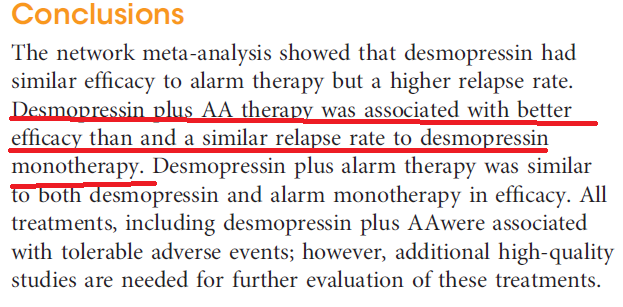 Conclusions
The network meta-analysis showed that desmopressin had
similar efficacy to alarm therapy but a higher relapse rate.
Desmopressin plus AA therapy was associated with better
efficacy than and a similar relapse rate to desmopressin
monotherapy. Desmopressin plus alarm therapy was similar
to both desmopressin and alarm monotherapy in efficacy. All
treatments, including desmopressin plus AAwere associated
with tolerable adverse events; however, additional high-quality
studies are needed for further evaluation of these treatments.